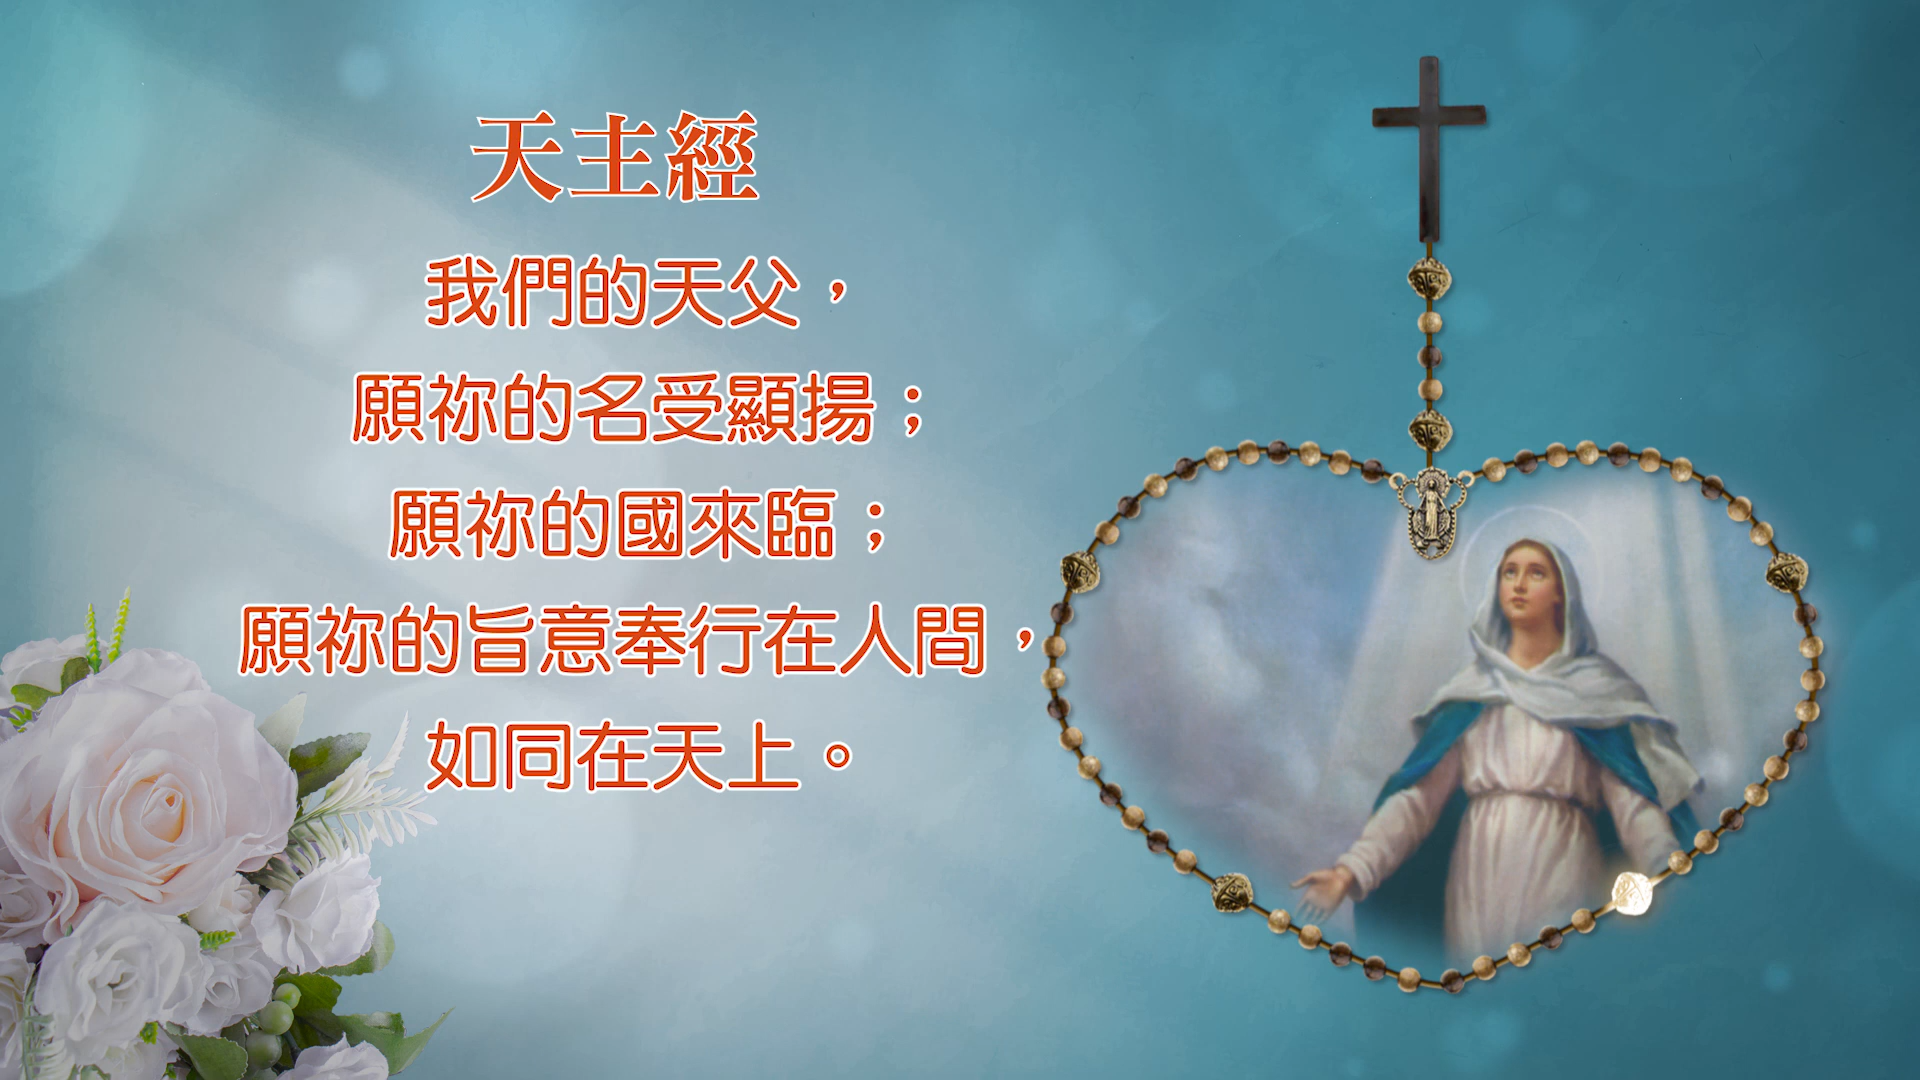 天主經
我們的天父，
願祢的名受顯揚；
願祢的國來臨；
願祢的旨意奉行在人間，
如同在天上。